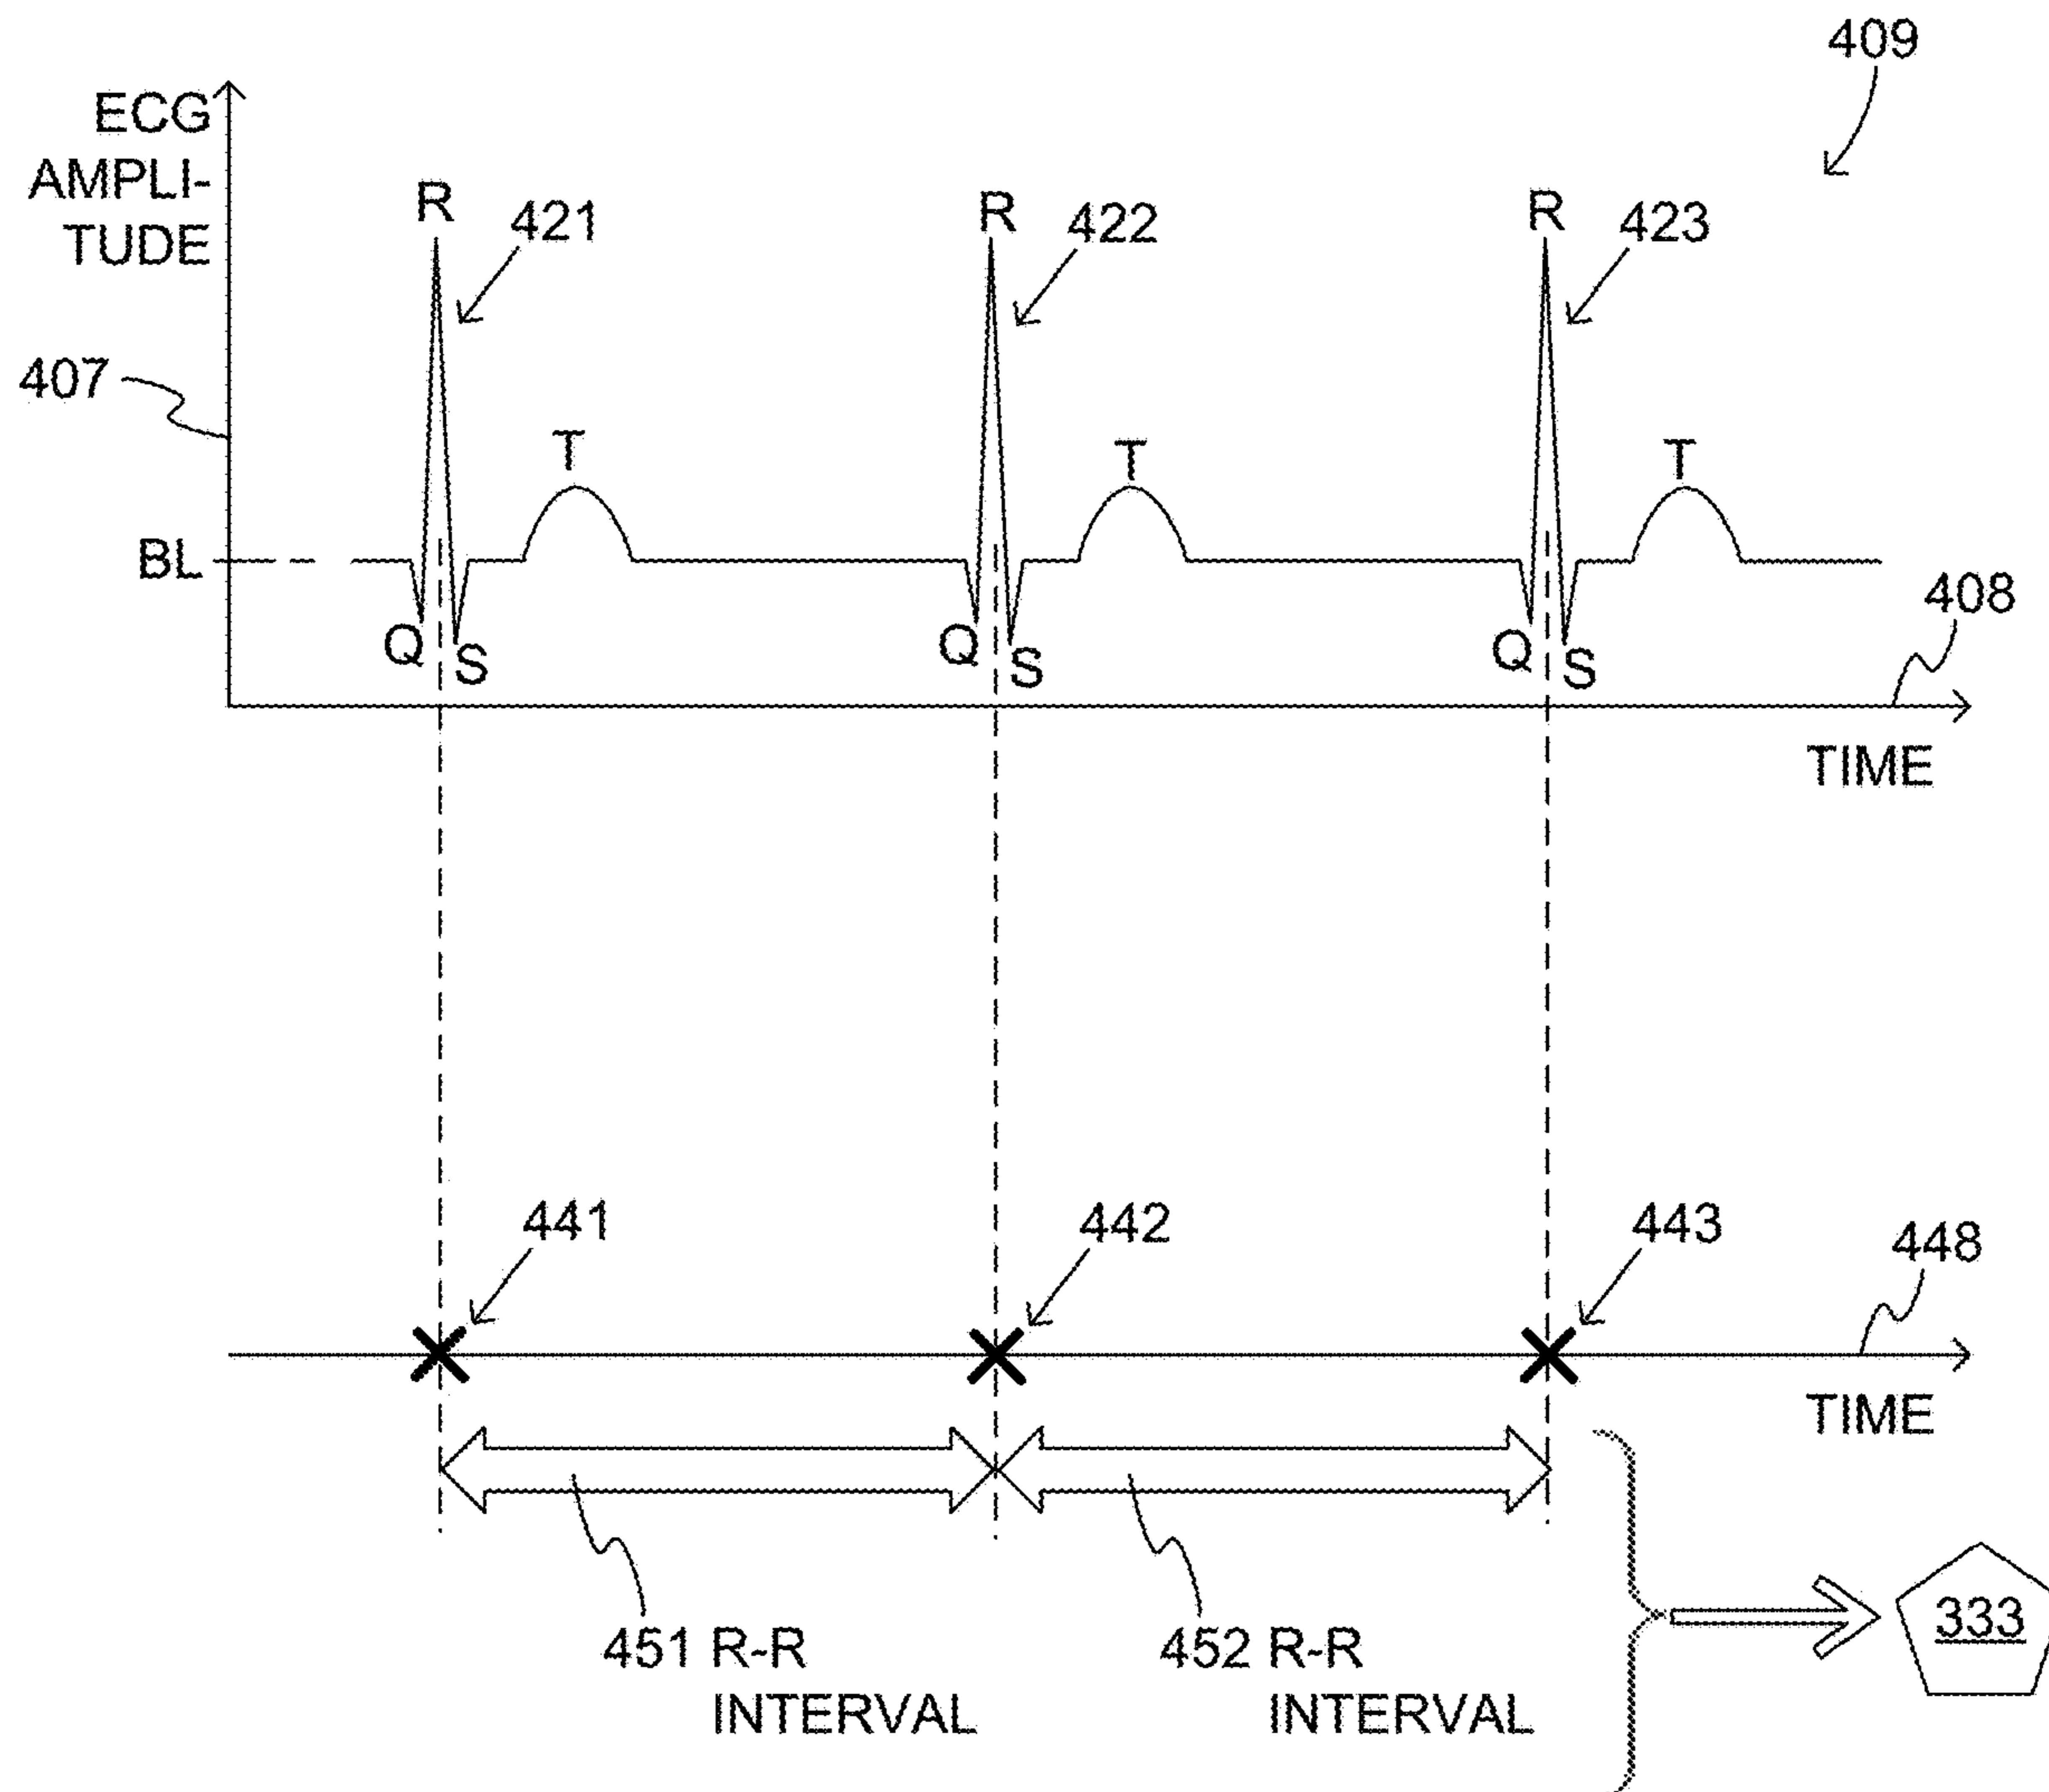 409
ECG
AMPLI-
TUDE
R 421 R 422 R 423
407
T T T
BL
408
Q S Q S Q S
TIME
441 442 443
448
TIME
333
451 R-R 452 R-R
INTERVAL INTERVAL